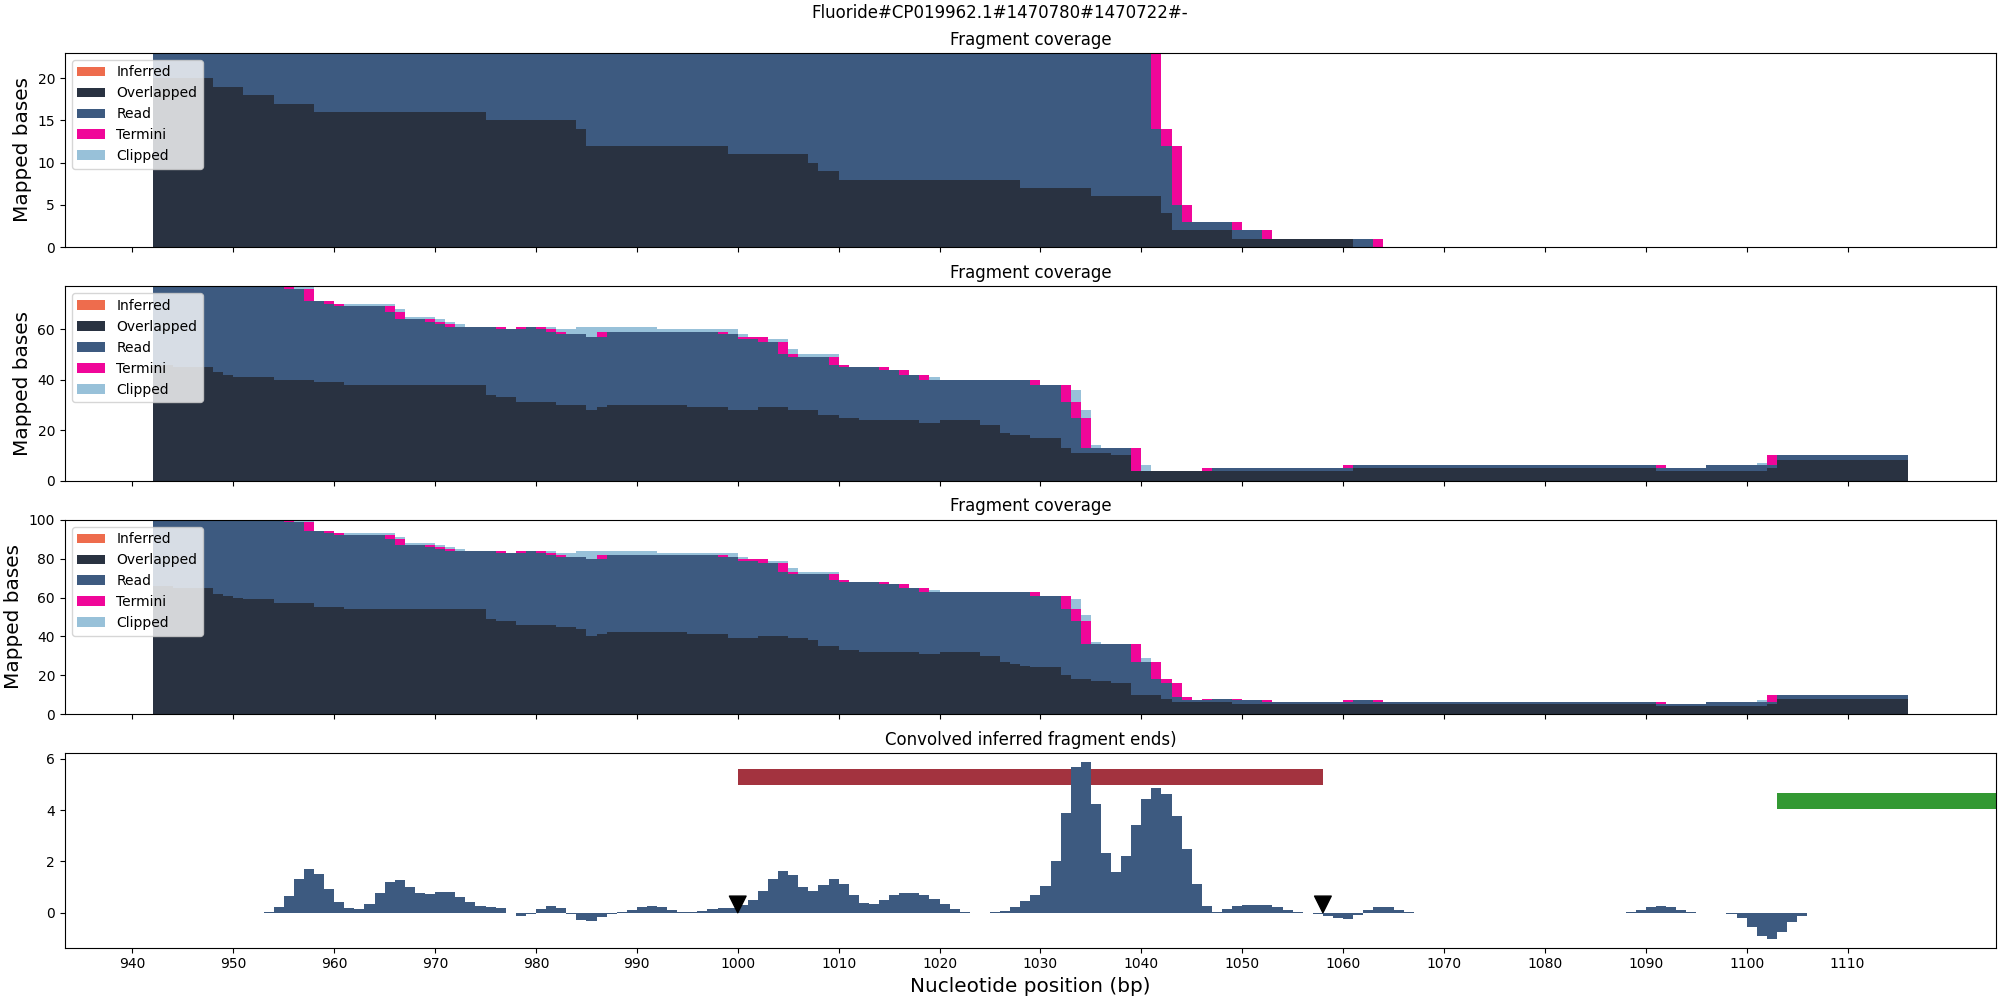 Fluoride#CP019962.1#1470780#1470722#-
Fragment coverage
Mapped bases
20
15
10
5
0
Inferred
Overlapped
Read
Termini
Clipped
Fragment coverage
Mapped bases
60
40
20
0
Inferred
Overlapped
Read
Termini
Clipped
Fragment coverage
Mapped bases
100
80
60
40
20
0
Inferred
Overlapped
Read
Termini
Clipped
Convolved inferred fragment ends)
6
4
2
0
940 950 960 970 980 990 1000 1010 1020 1030 1040 1050 1060 1070 1080 1090 1100 1110
Nucleotide position (bp)